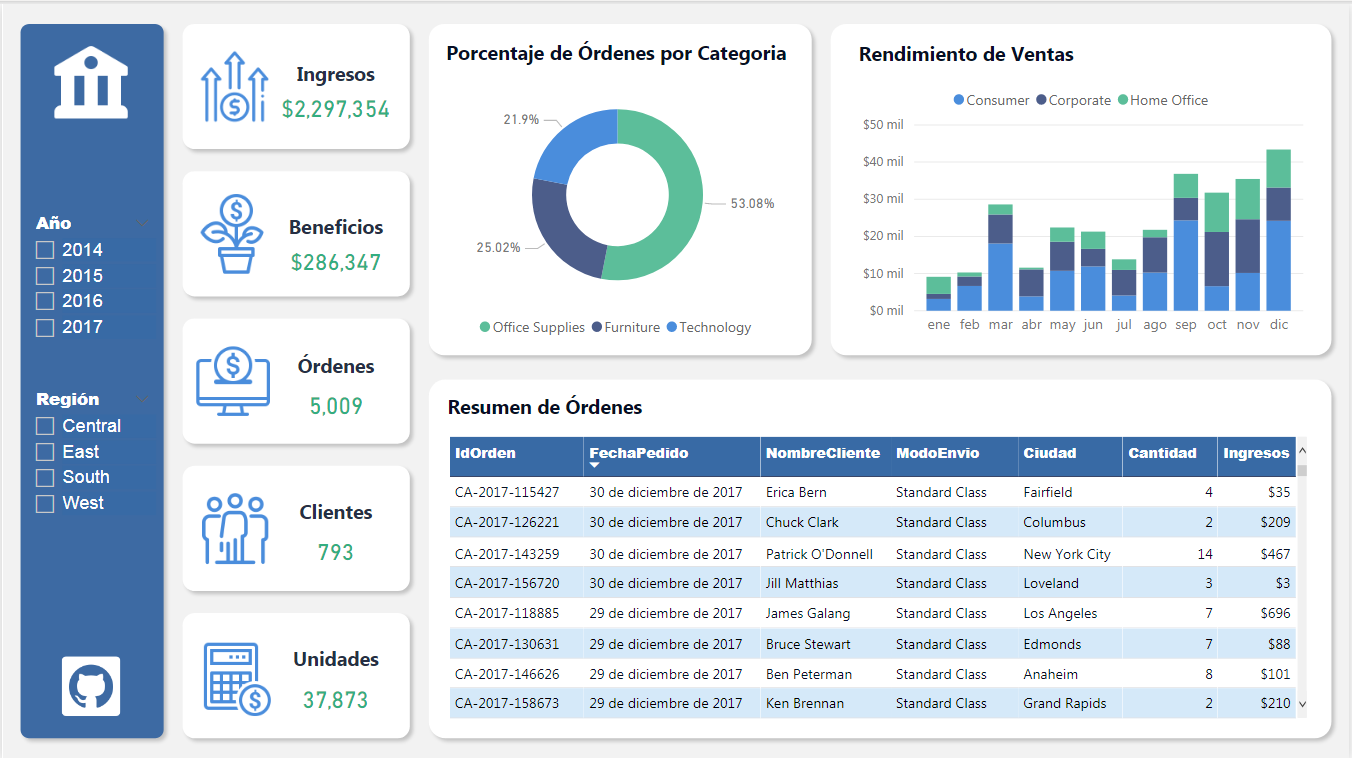 Año
2014
2015
2016
2017
Región
Central
East
South
West
Ingresos
$2,297,354
Beneficios
$286,347
Órdenes
5,009
Clientes
793
Unidades
37,873
Porcentaje de Órdenes por Categoria
21.9%
53.08%
25.02%
Office Supplies Furniture Technology
Rendimiento de Ventas
Consumer Corporate Home Office
$50 mil
$40 mil
$30 mil
$20 mil
$10 mil
$0 mil
ene feb mar abr may jun jul ago sep oct nov dic
Resumen de Órdenes
IdOrden FechaPedido NombreCliente ModoEnvio Ciudad Cantidad Ingresos
CA-2017-115427 30 de diciembre de 2017 Erica Bern Standard Class Fairfield 4 $35
CA-2017-126221 30 de diciembre de 2017 Chuck Clark Standard Class Columbus 2 $209
CA-2017-143259 30 de diciembre de 2017 Patrick O'Donnell Standard Class New York City 14 $467
CA-2017-156720 30 de diciembre de 2017 Jill Matthias Standard Class Loveland 3 $3
CA-2017-118885 29 de diciembre de 2017 James Galang Standard Class Los Angeles 7 $696
CA-2017-130631 29 de diciembre de 2017 Bruce Stewart Standard Class Edmonds 7 $88
CA-2017-146626 29 de diciembre de 2017 Ben Peterman Standard Class Anaheim 8 $101
CA-2017-158673 29 de diciembre de 2017 Ken Brennan Standard Class Grand Rapids 2 $210